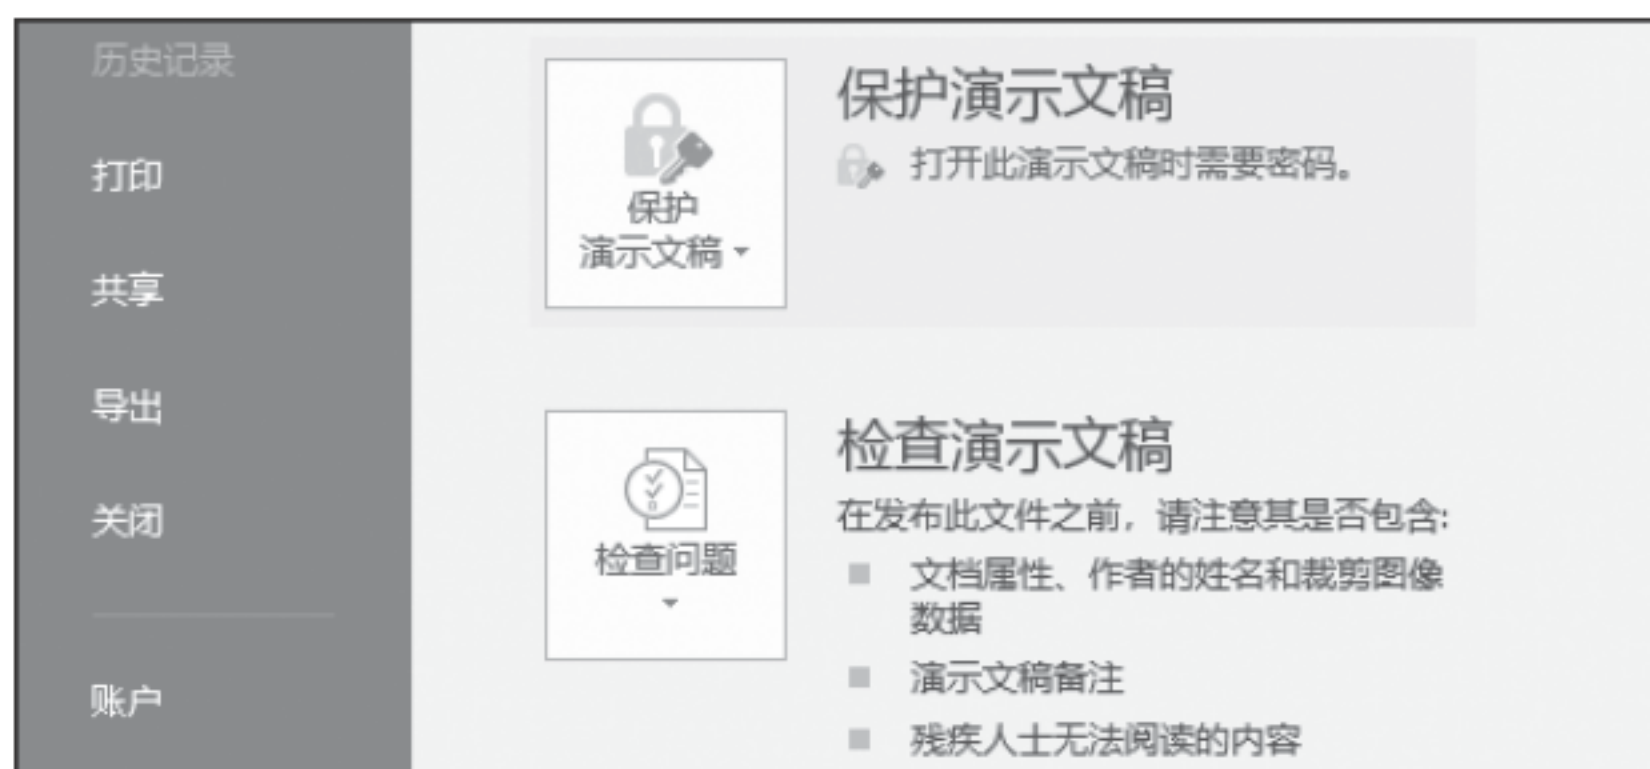 历史记录
打印
共享
导出
关闭
账户
保护
演示文稿
保护演示文稿
打开此演示文稿时需要密码。
检查问题
检查演示文稿
在发布此文件之前，请注意其是否包含:
文档属性、作者的姓名和裁剪图像
数据
演示文稿备注
残疾人士无法阅读的内容